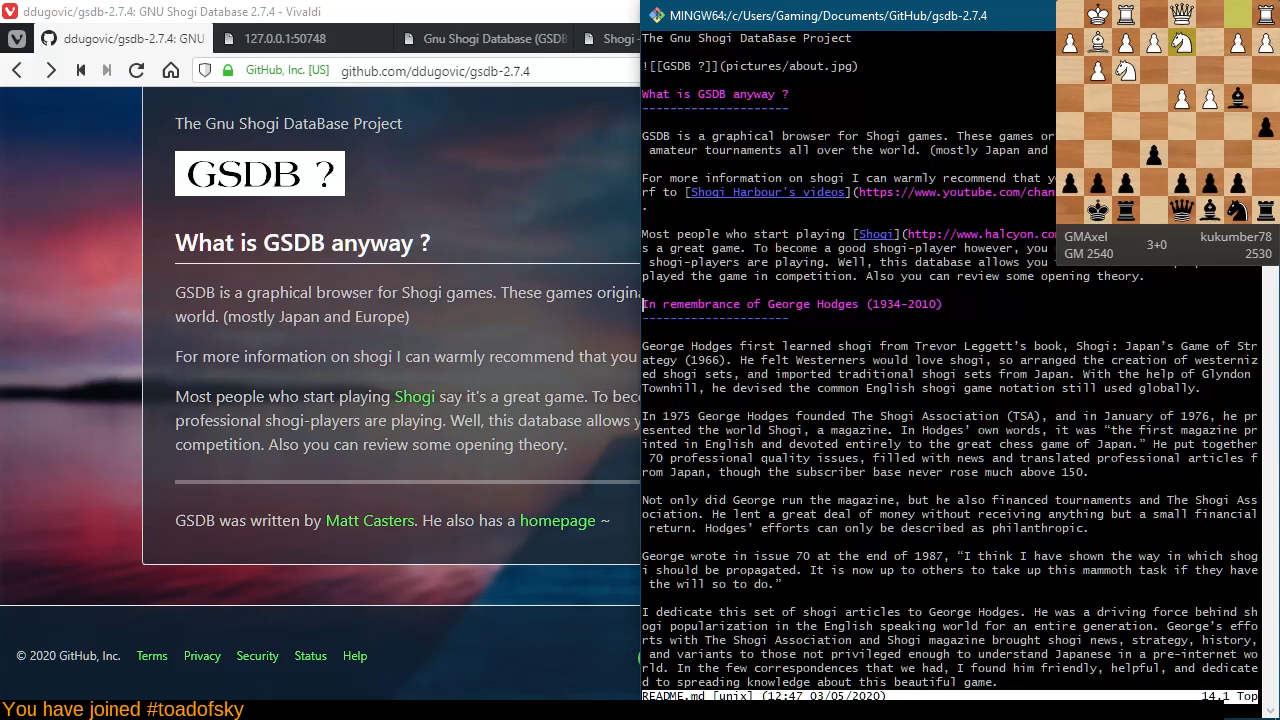 ddugovic/gsdb-2.7.4: GNU Shogi Database 2.7.4 - Vivaldi
ddugovic/gsdb-2.7.4: GNU
127.0.0.1:50748
Gnu Shogi Database (GSDB
Shogi -
GitHub, Inc. [US]
github.com/ddugovic/gsdb-2.7.4
The Gnu Shogi DataBase Project
GSDB ?
What is GSDB anyway ?
GSDB is a graphical browser for Shogi games. These games origina
world. (mostly Japan and Europe)
For more information on shogi I can warmly recommend that you
Most people who start playing Shogi say it's a great game. To beco
professional shogi-players are playing. Well, this database allows y
competition. Also you can review some opening theory.
GSDB was written by Matt Casters. He also has a homepage ~
© 2020 GitHub, Inc.
Terms
Privacy
Security
Status
Help
You have joined #toadofsky
MINGW64:/c/Users/Gaming/Documents/GitHub/gsdb-2.7.4
The Gnu Shogi DataBase Project
![[GSDB ?]](pictures/about.jpg)
What is GSDB anyway ?
---------------------
GSDB is a graphical browser for Shogi games. These games or
amateur tournaments all over the world. (mostly Japan and
For more information on shogi I can warmly recommend that y
rf to [Shogi Harbour's videos](https://www.youtube.com/chan
.
Most people who start playing [Shogi](http://www.halcyon.co
s a great game. To become a good shogi-player however, you
shogi-players are playing. Well, this database allows you
played the game in competition. Also you can review some opening theory.
In remembrance of George Hodges (1934-2010)
---------------------
George Hodges first learned shogi from Trevor Leggett’s book, Shogi: Japan’s Game of Str
ategy (1966). He felt Westerners would love shogi, so arranged the creation of westerniz
ed shogi sets, and imported traditional shogi sets from Japan. With the help of Glyndon
Townhill, he devised the common English shogi game notation still used globally.
In 1975 George Hodges founded The Shogi Association (TSA), and in January of 1976, he pr
esented the world Shogi, a magazine. In Hodges’ own words, it was “the first magazine pr
inted in English and devoted entirely to the great chess game of Japan.” He put together
70 professional quality issues, filled with news and translated professional articles f
rom Japan, though the subscriber base never rose much above 150.
Not only did George run the magazine, but he also financed tournaments and The Shogi Ass
ociation. He lent a great deal of money without receiving anything but a small financial
return. Hodges’ efforts can only be described as philanthropic.
George wrote in issue 70 at the end of 1987, “I think I have shown the way in which shog
i should be propagated. It is now up to others to take up this mammoth task if they have
the will so to do.”
I dedicate this set of shogi articles to George Hodges. He was a driving force behind sh
ogi popularization in the English speaking world for an entire generation. George’s effo
rts with The Shogi Association and Shogi magazine brought shogi news, strategy, history,
and variants to those not privileged enough to understand Japanese in a pre-internet wo
rld. In the few correspondences that we had, I found him friendly, helpful, and dedicate
d to spreading knowledge about this beautiful game.
README.md [unix] (12:47 03/05/2020)
14,1 Top
GMAxel
GM 2540
3+0
kukumber78
2530